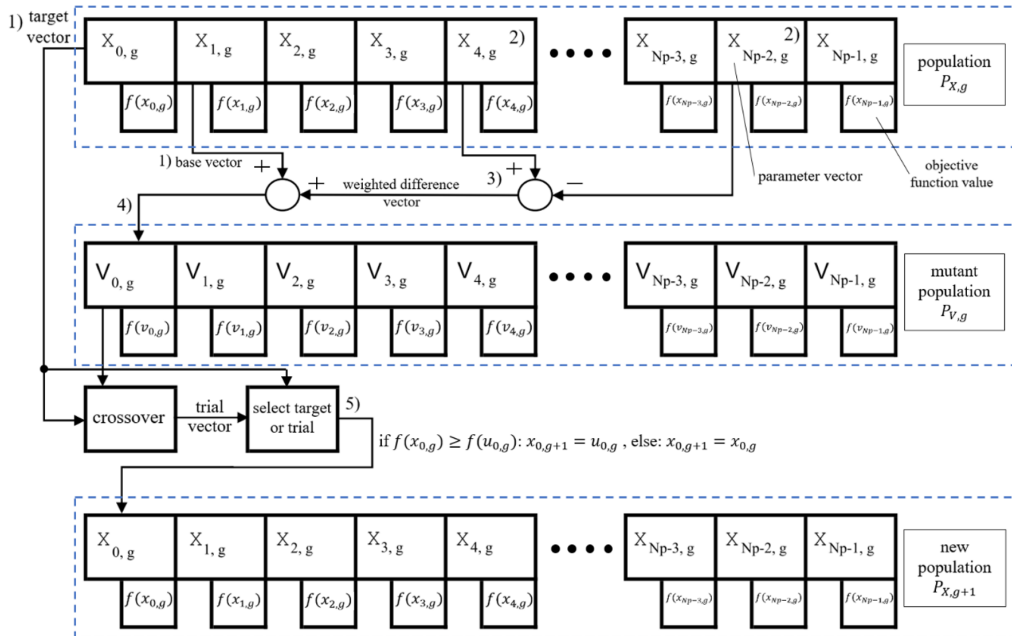 1) target
vector
X0, g X1, g X2, g X3, g X4, g 2) •••• XNp-3, g XNp-2, g 2) XNp-1, g
f(x0,g) f(x1,g) f(x2,g) f(x3,g) f(x4,g) f(xNp-3,g) f(xNp-2,g) f(xNp-1,g)
population
PX,g
1) base vector + + weighted difference
vector
3) + −
parameter vector
objective
function value
4)
V0, g V1, g V2, g V3, g V4, g •••• VNp-3, g VNp-2, g VNp-1, g
f(v0,g) f(v1,g) f(v2,g) f(v3,g) f(v4,g) f(vNp-3,g) f(vNp-2,g) f(vNp-1,g)
mutant
population
PV,g
crossover
trial
vector
select target
or trial
5)
if f(x0,g) ≥ f(u0,g): x0,g+1 = u0,g , else: x0,g+1 = x0,g
X0, g X1, g X2, g X3, g X4, g •••• XNp-3, g XNp-2, g XNp-1, g
f(x0,g) f(x1,g) f(x2,g) f(x3,g) f(x4,g) f(xNp-3,g) f(xNp-2,g) f(xNp-1,g)
new
population
PX,g+1